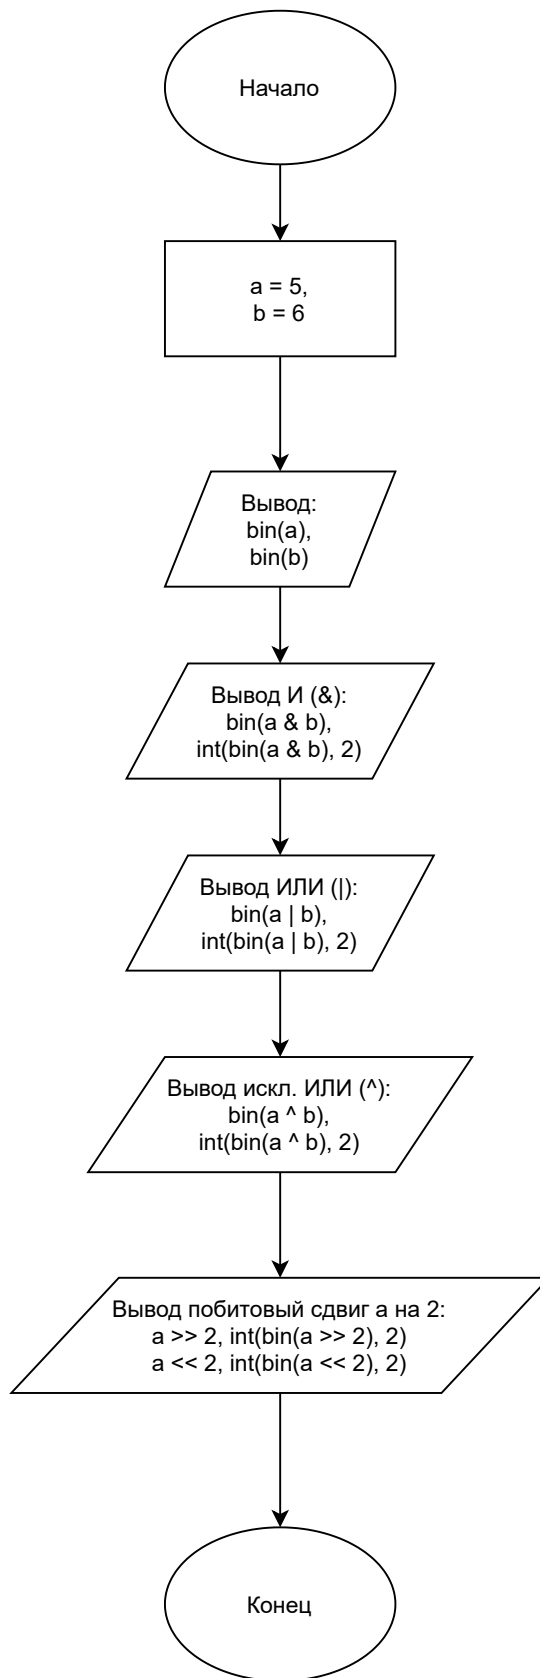 Начало
a = 5,
b = 6
Вывод:
bin(a),
bin(b)
Вывод И (&):
bin(a & b),
int(bin(a & b), 2)
Вывод ИЛИ (|):
bin(a | b),
int(bin(a | b), 2)
Вывод искл. ИЛИ (^):
bin(a ^ b),
int(bin(a ^ b), 2)
Вывод побитовый сдвиг a на 2:
a >> 2, int(bin(a >> 2), 2)
a << 2, int(bin(a << 2), 2)
Конец